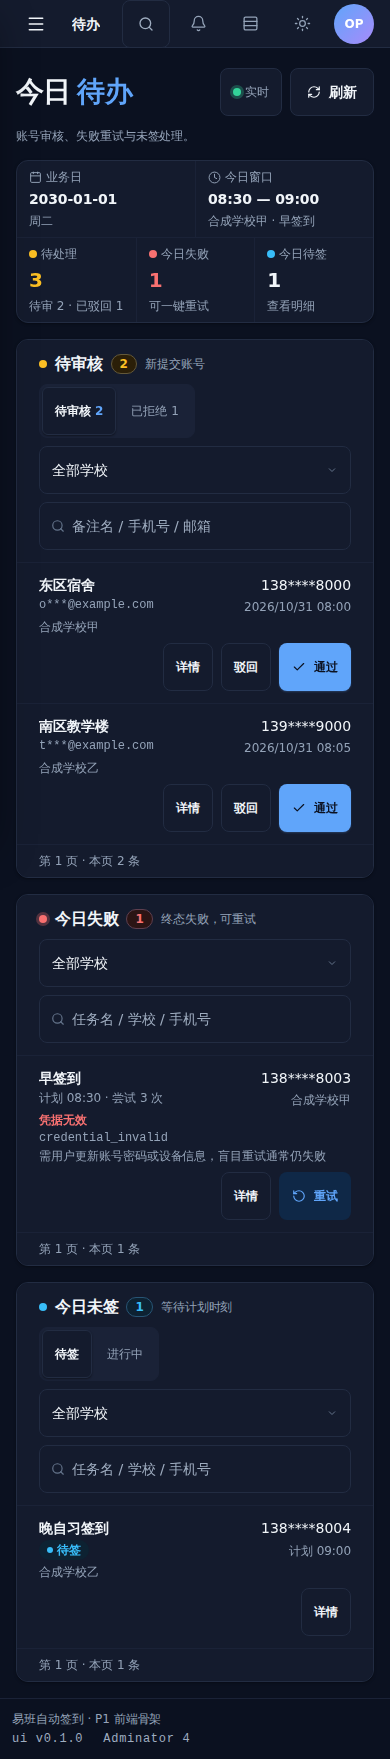 待办
OP
今日 待办
实时
刷新
账号审核、失败重试与未签处理。
业务日
2030-01-01
周二
今日窗口
08:30 — 09:00
合成学校甲 · 早签到
待处理
3
待审 2 · 已驳回 1
今日失败
1
可一键重试
今日待签
1
查看明细
待审核 2 新提交账号
待审核 2 已拒绝 1
全部学校
备注名 / 手机号 / 邮箱
东区宿舍 138****8000
o***@example.com 2026/10/31 08:00
合成学校甲
详情 驳回 通过
南区教学楼 139****9000
t***@example.com 2026/10/31 08:05
合成学校乙
详情 驳回 通过
第 1 页 · 本页 2 条
今日失败 1 终态失败，可重试
全部学校
任务名 / 学校 / 手机号
早签到 138****8003
计划 08:30 · 尝试 3 次 合成学校甲
凭据无效
credential_invalid
需用户更新账号密码或设备信息，盲目重试通常仍失败
详情 重试
第 1 页 · 本页 1 条
今日未签 1 等待计划时刻
待签 进行中
全部学校
任务名 / 学校 / 手机号
晚自习签到 138****8004
待签 计划 09:00
合成学校乙
详情
第 1 页 · 本页 1 条
易班自动签到 · P1 前端骨架
ui v0.1.0 Adminator 4